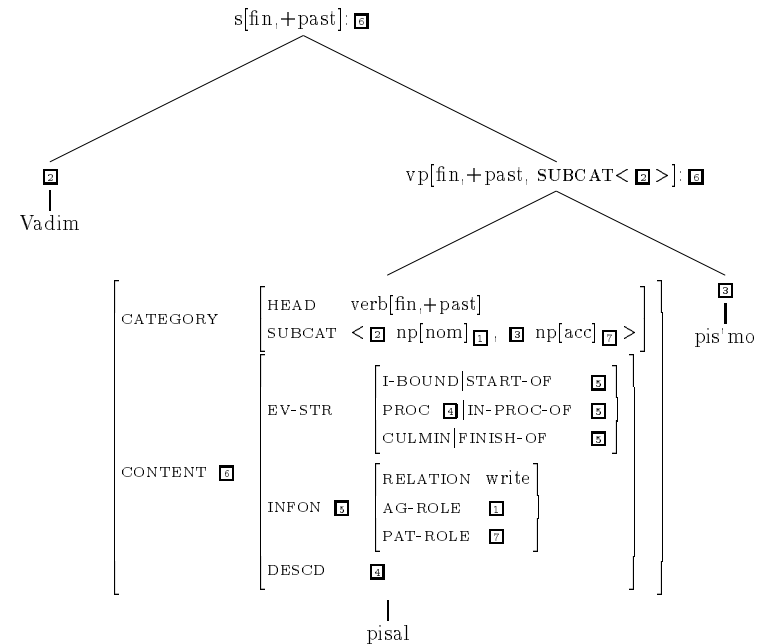 s[fin,+past]: 6
2
vp[fin,+past, SUBCAT< 2 >]: 6
Vadim
3
pis'mo
CATEGORY
HEAD verb[fin,+past]
SUBCAT < 2 np[nom] 1 , 3 np[acc] 7 >
CONTENT 6
EV-STR
I-BOUND|START-OF 5
PROC 4|IN-PROC-OF 5
CULMIN|FINISH-OF 5
INFON 5
RELATION write
AG-ROLE 1
PAT-ROLE 7
DESCD 4
pisal